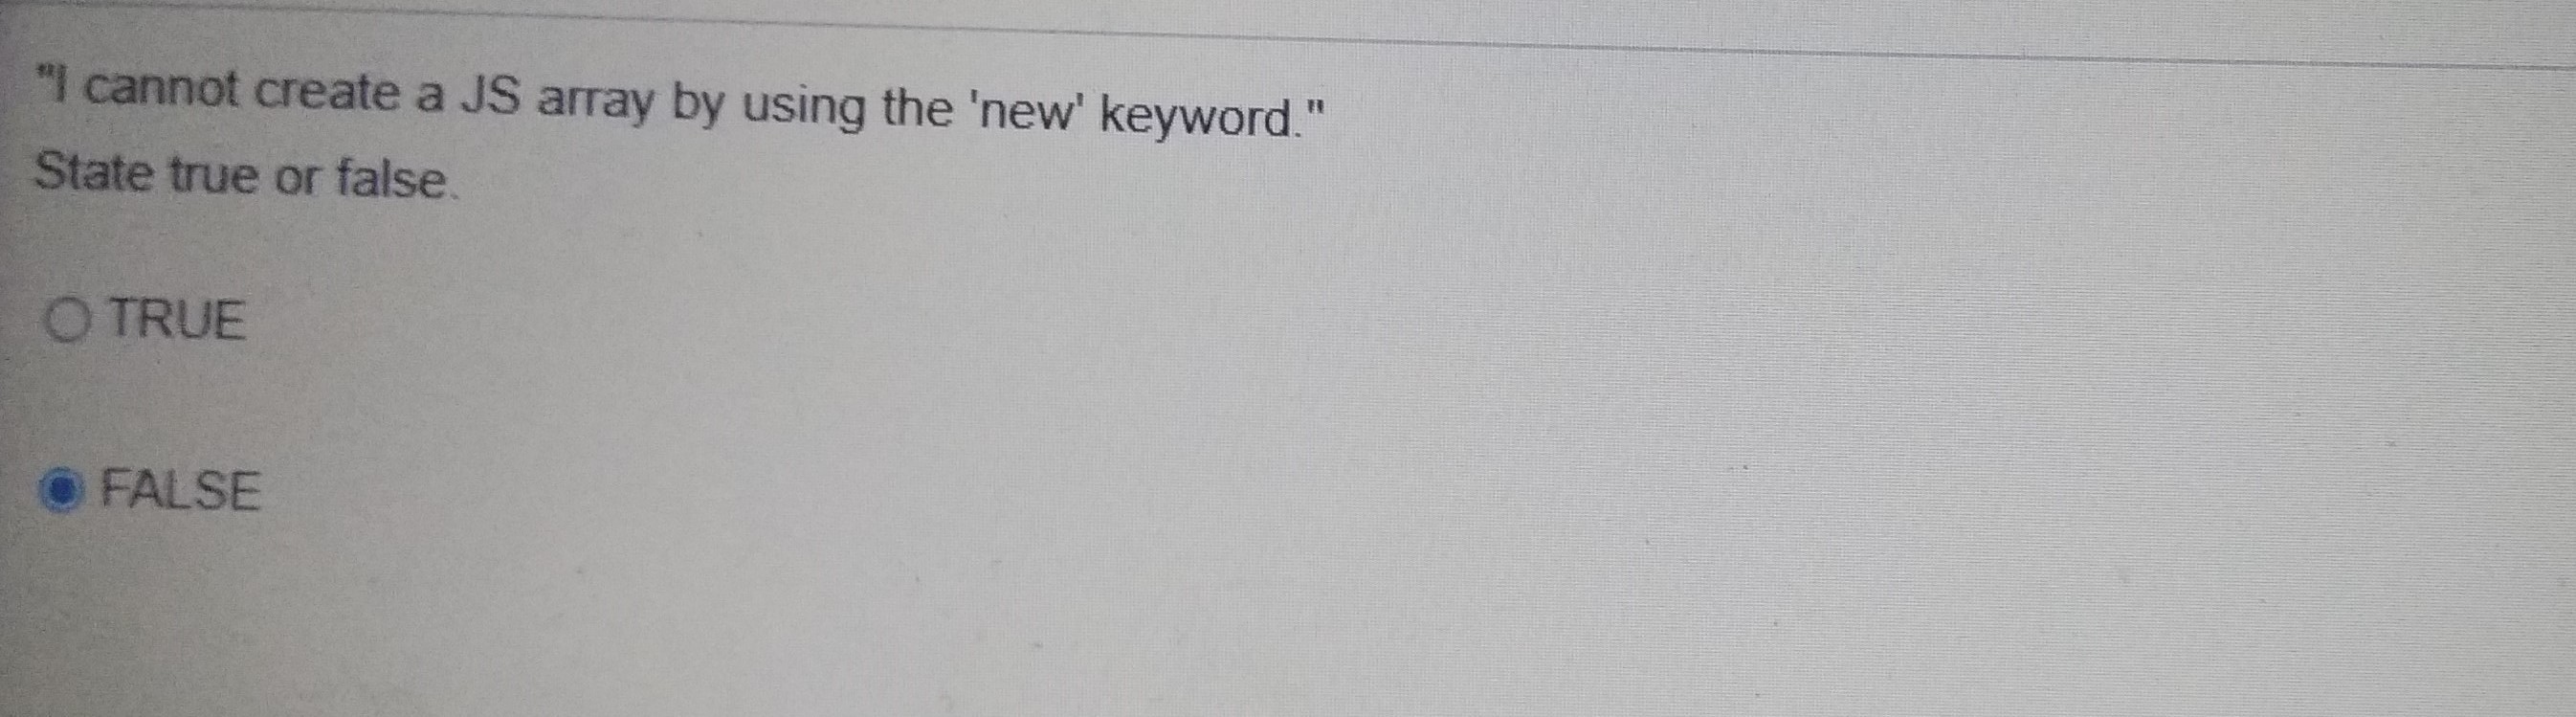 "I cannot create a JS array by using the 'new' keyword."
State true or false.
TRUE
FALSE